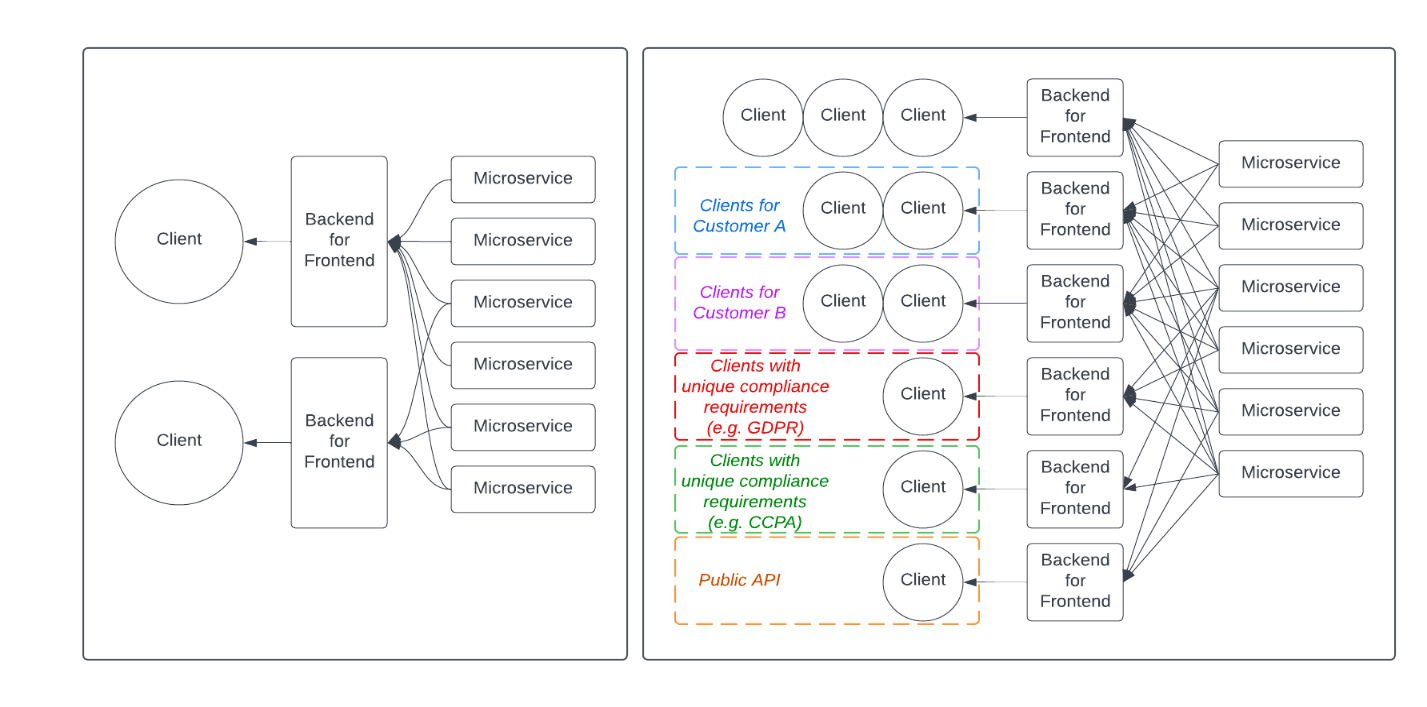 Client
Backend
for
Frontend
Client
Backend
for
Frontend
Microservice
Microservice
Microservice
Microservice
Microservice
Microservice
Client
Client
Client
Backend
for
Frontend
Clients for
Customer A
Client
Client
Backend
for
Frontend
Clients for
Customer B
Client
Client
Backend
for
Frontend
Clients with
unique compliance
requirements
(e.g. GDPR)
Client
Backend
for
Frontend
Clients with
unique compliance
requirements
(e.g. CCPA)
Client
Backend
for
Frontend
Public API
Client
Backend
for
Frontend
Microservice
Microservice
Microservice
Microservice
Microservice
Microservice